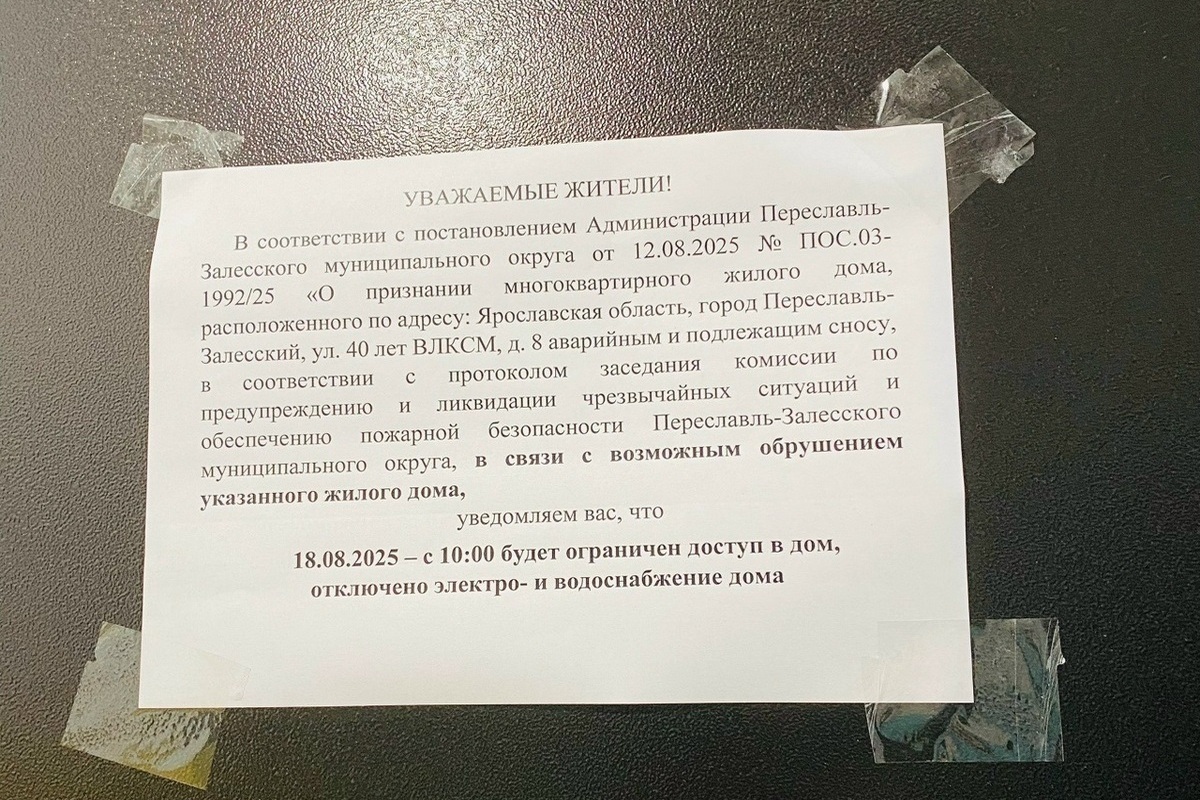 УВАЖАЕМЫЕ ЖИТЕЛИ!
В соответствии с постановлением Администрации Переславль-
Залесского муниципального округа от 12.08.2025 № ПОС.03-
1992/25 «О признании многоквартирного жилого дома,
расположенного по адресу: Ярославская область, город Переславль-
Залесский, ул. 40 лет ВЛКСМ, д. 8 аварийным и подлежащим сносу,
в соответствии с протоколом заседания комиссии по
предупреждению и ликвидации чрезвычайных ситуаций и
обеспечению пожарной безопасности Переславль-Залесского
муниципального округа, в связи с возможным обрушением
указанного жилого дома,
уведомляем вас, что
18.08.2025 – с 10:00 будет ограничен доступ в дом,
отключено электро- и водоснабжение дома